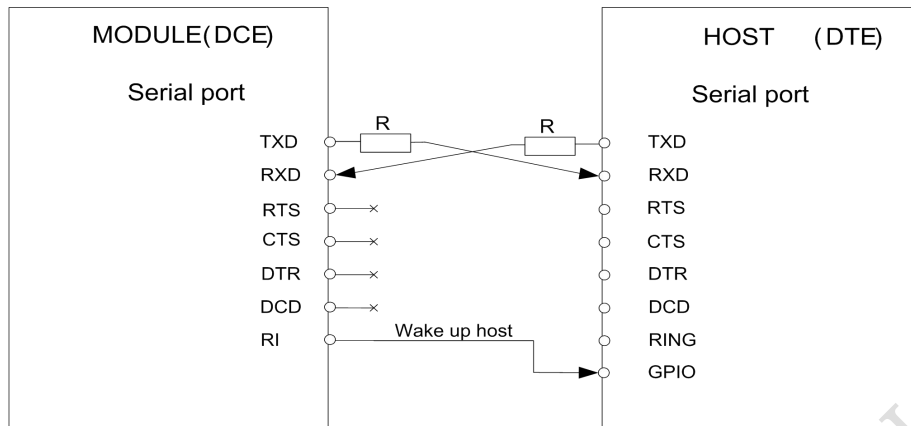 MODULE(DCE)
HOST (DTE)
Serial port
Serial port
R
R
TXD
TXD
RXD
RXD
RTS
RTS
CTS
CTS
DTR
DTR
DCD
DCD
RI
Wake up host
RING
GPIO